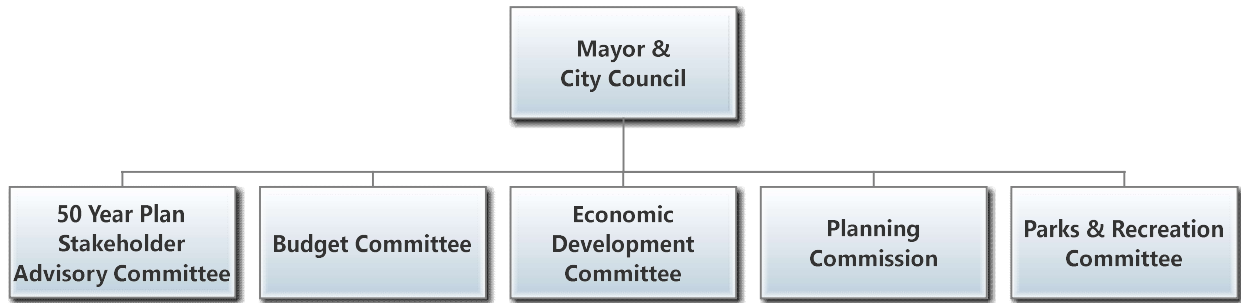 Mayor &
City Council
50 Year Plan
Stakeholder
Advisory Committee
Budget Committee
Economic
Development
Committee
Planning
Commission
Parks & Recreation
Committee